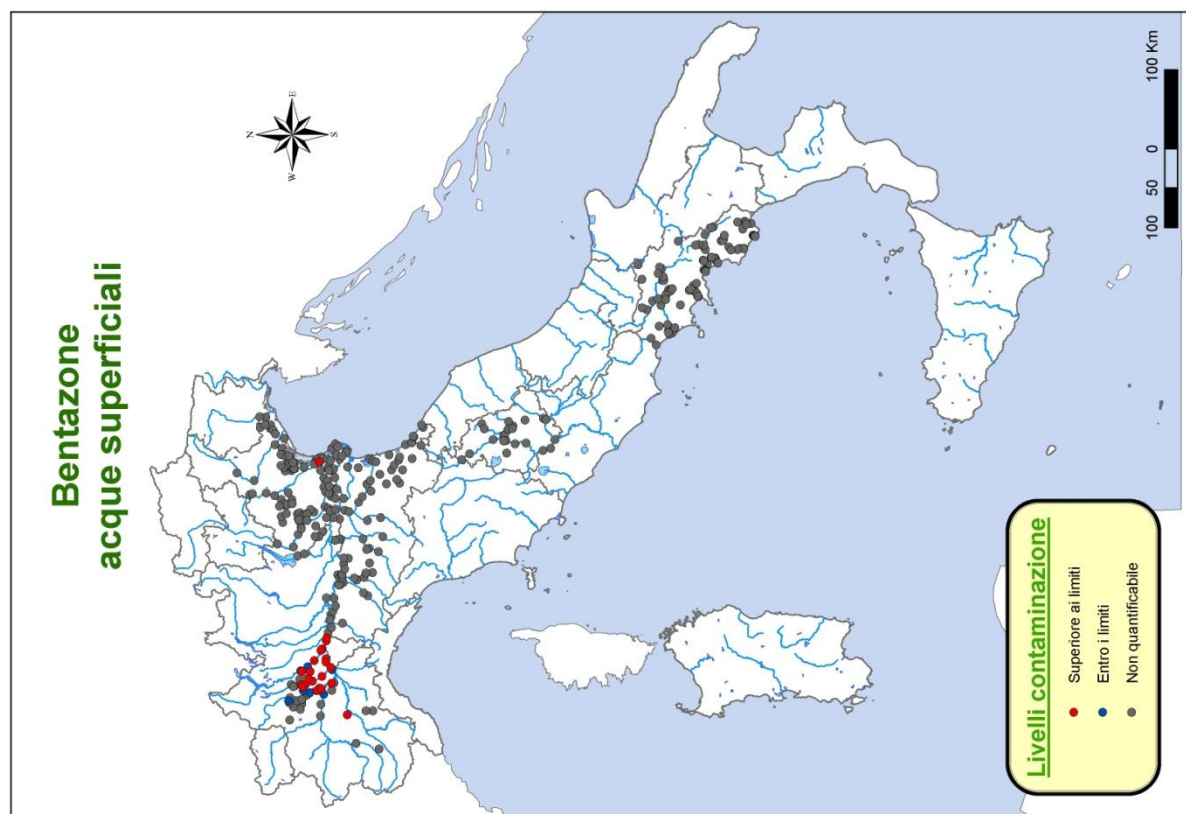 Bentazone
acque superficiali
N
W
E
S
Livelli contaminazione
Superiore ai limiti
Entro i limiti
Non quantificabile
100
50
0
100 Km